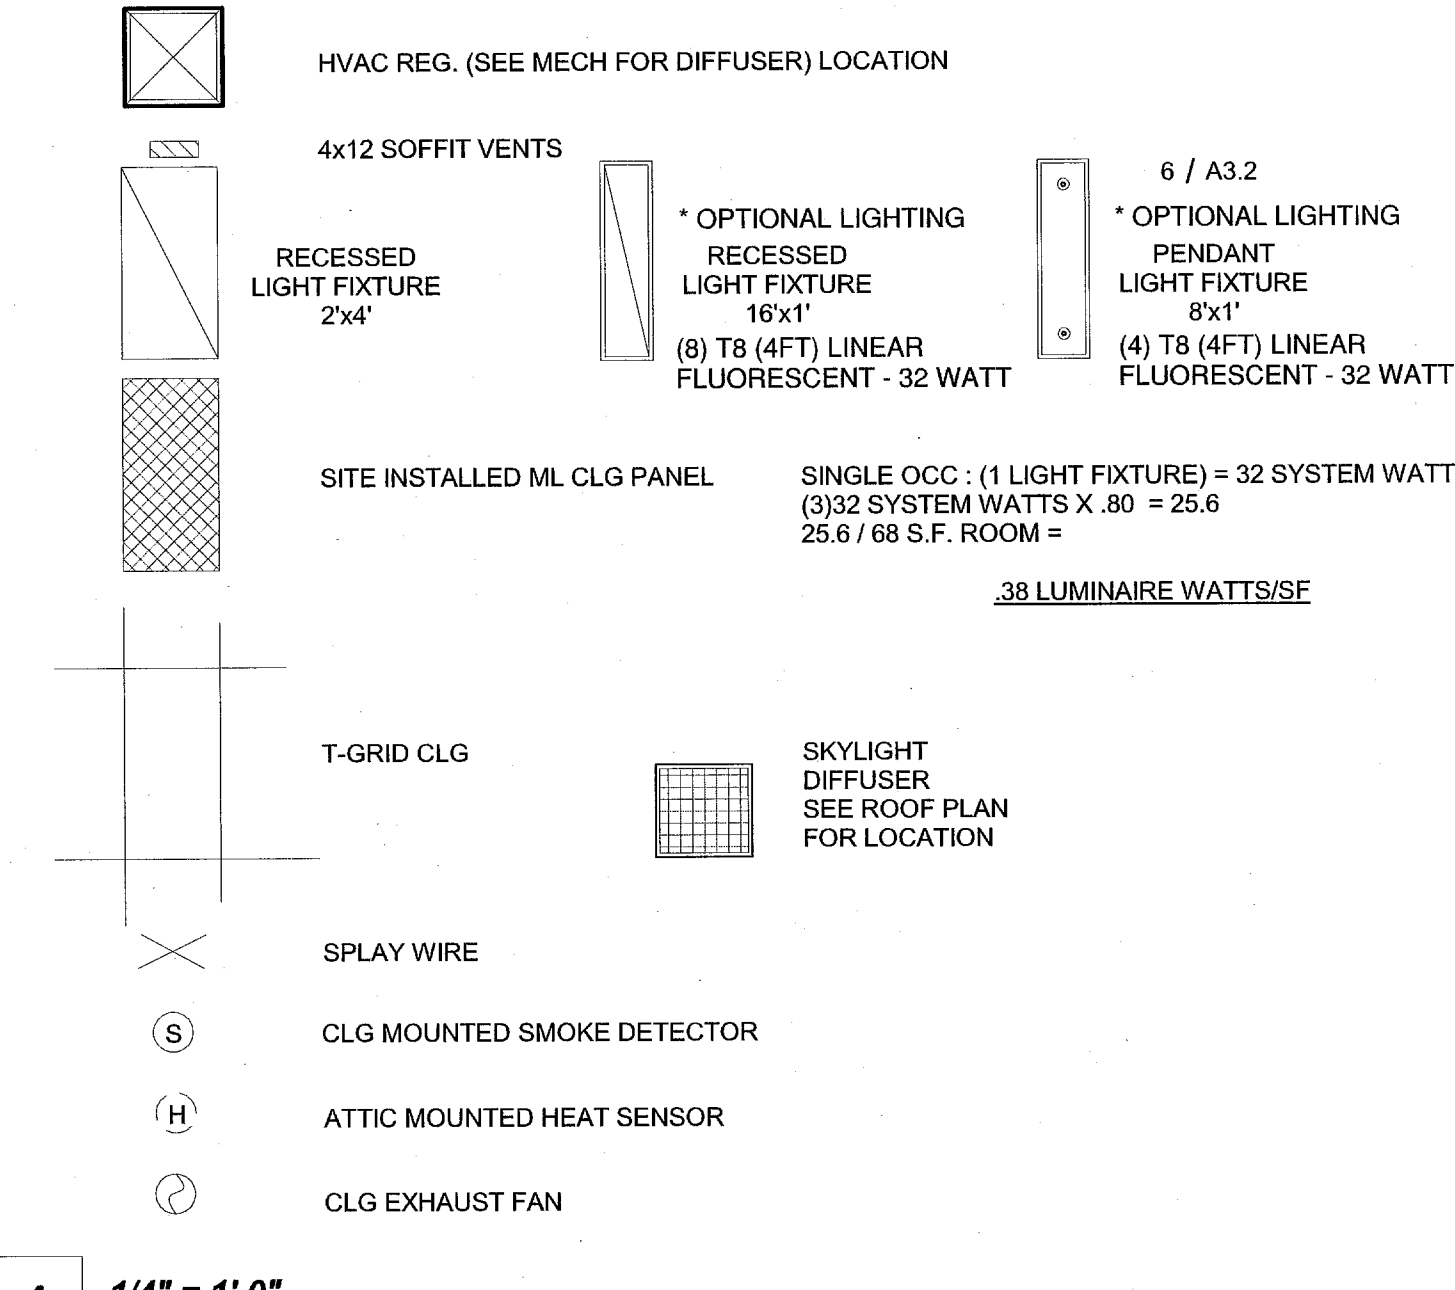 HVAC REG. (SEE MECH FOR DIFFUSER) LOCATION
4x12 SOFFIT VENTS
RECESSED
LIGHT FIXTURE
2'x4'
* OPTIONAL LIGHTING
RECESSED
LIGHT FIXTURE
16'x1'
(8) T8 (4FT) LINEAR
FLUORESCENT - 32 WATT
6 / A3.2
* OPTIONAL LIGHTING
PENDANT
LIGHT FIXTURE
8'x1'
(4) T8 (4FT) LINEAR
FLUORESCENT - 32 WATT
SITE INSTALLED ML CLG PANEL
SINGLE OCC : (1 LIGHT FIXTURE) = 32 SYSTEM WATT
(3)32 SYSTEM WATTS X .80 = 25.6
25.6 / 68 S.F. ROOM =
.38 LUMINAIRE WATTS/SF
T-GRID CLG
SKYLIGHT
DIFFUSER
SEE ROOF PLAN
FOR LOCATION
SPLAY WIRE
S
CLG MOUNTED SMOKE DETECTOR
H
ATTIC MOUNTED HEAT SENSOR
CLG EXHAUST FAN
1/4" = 1'-0"